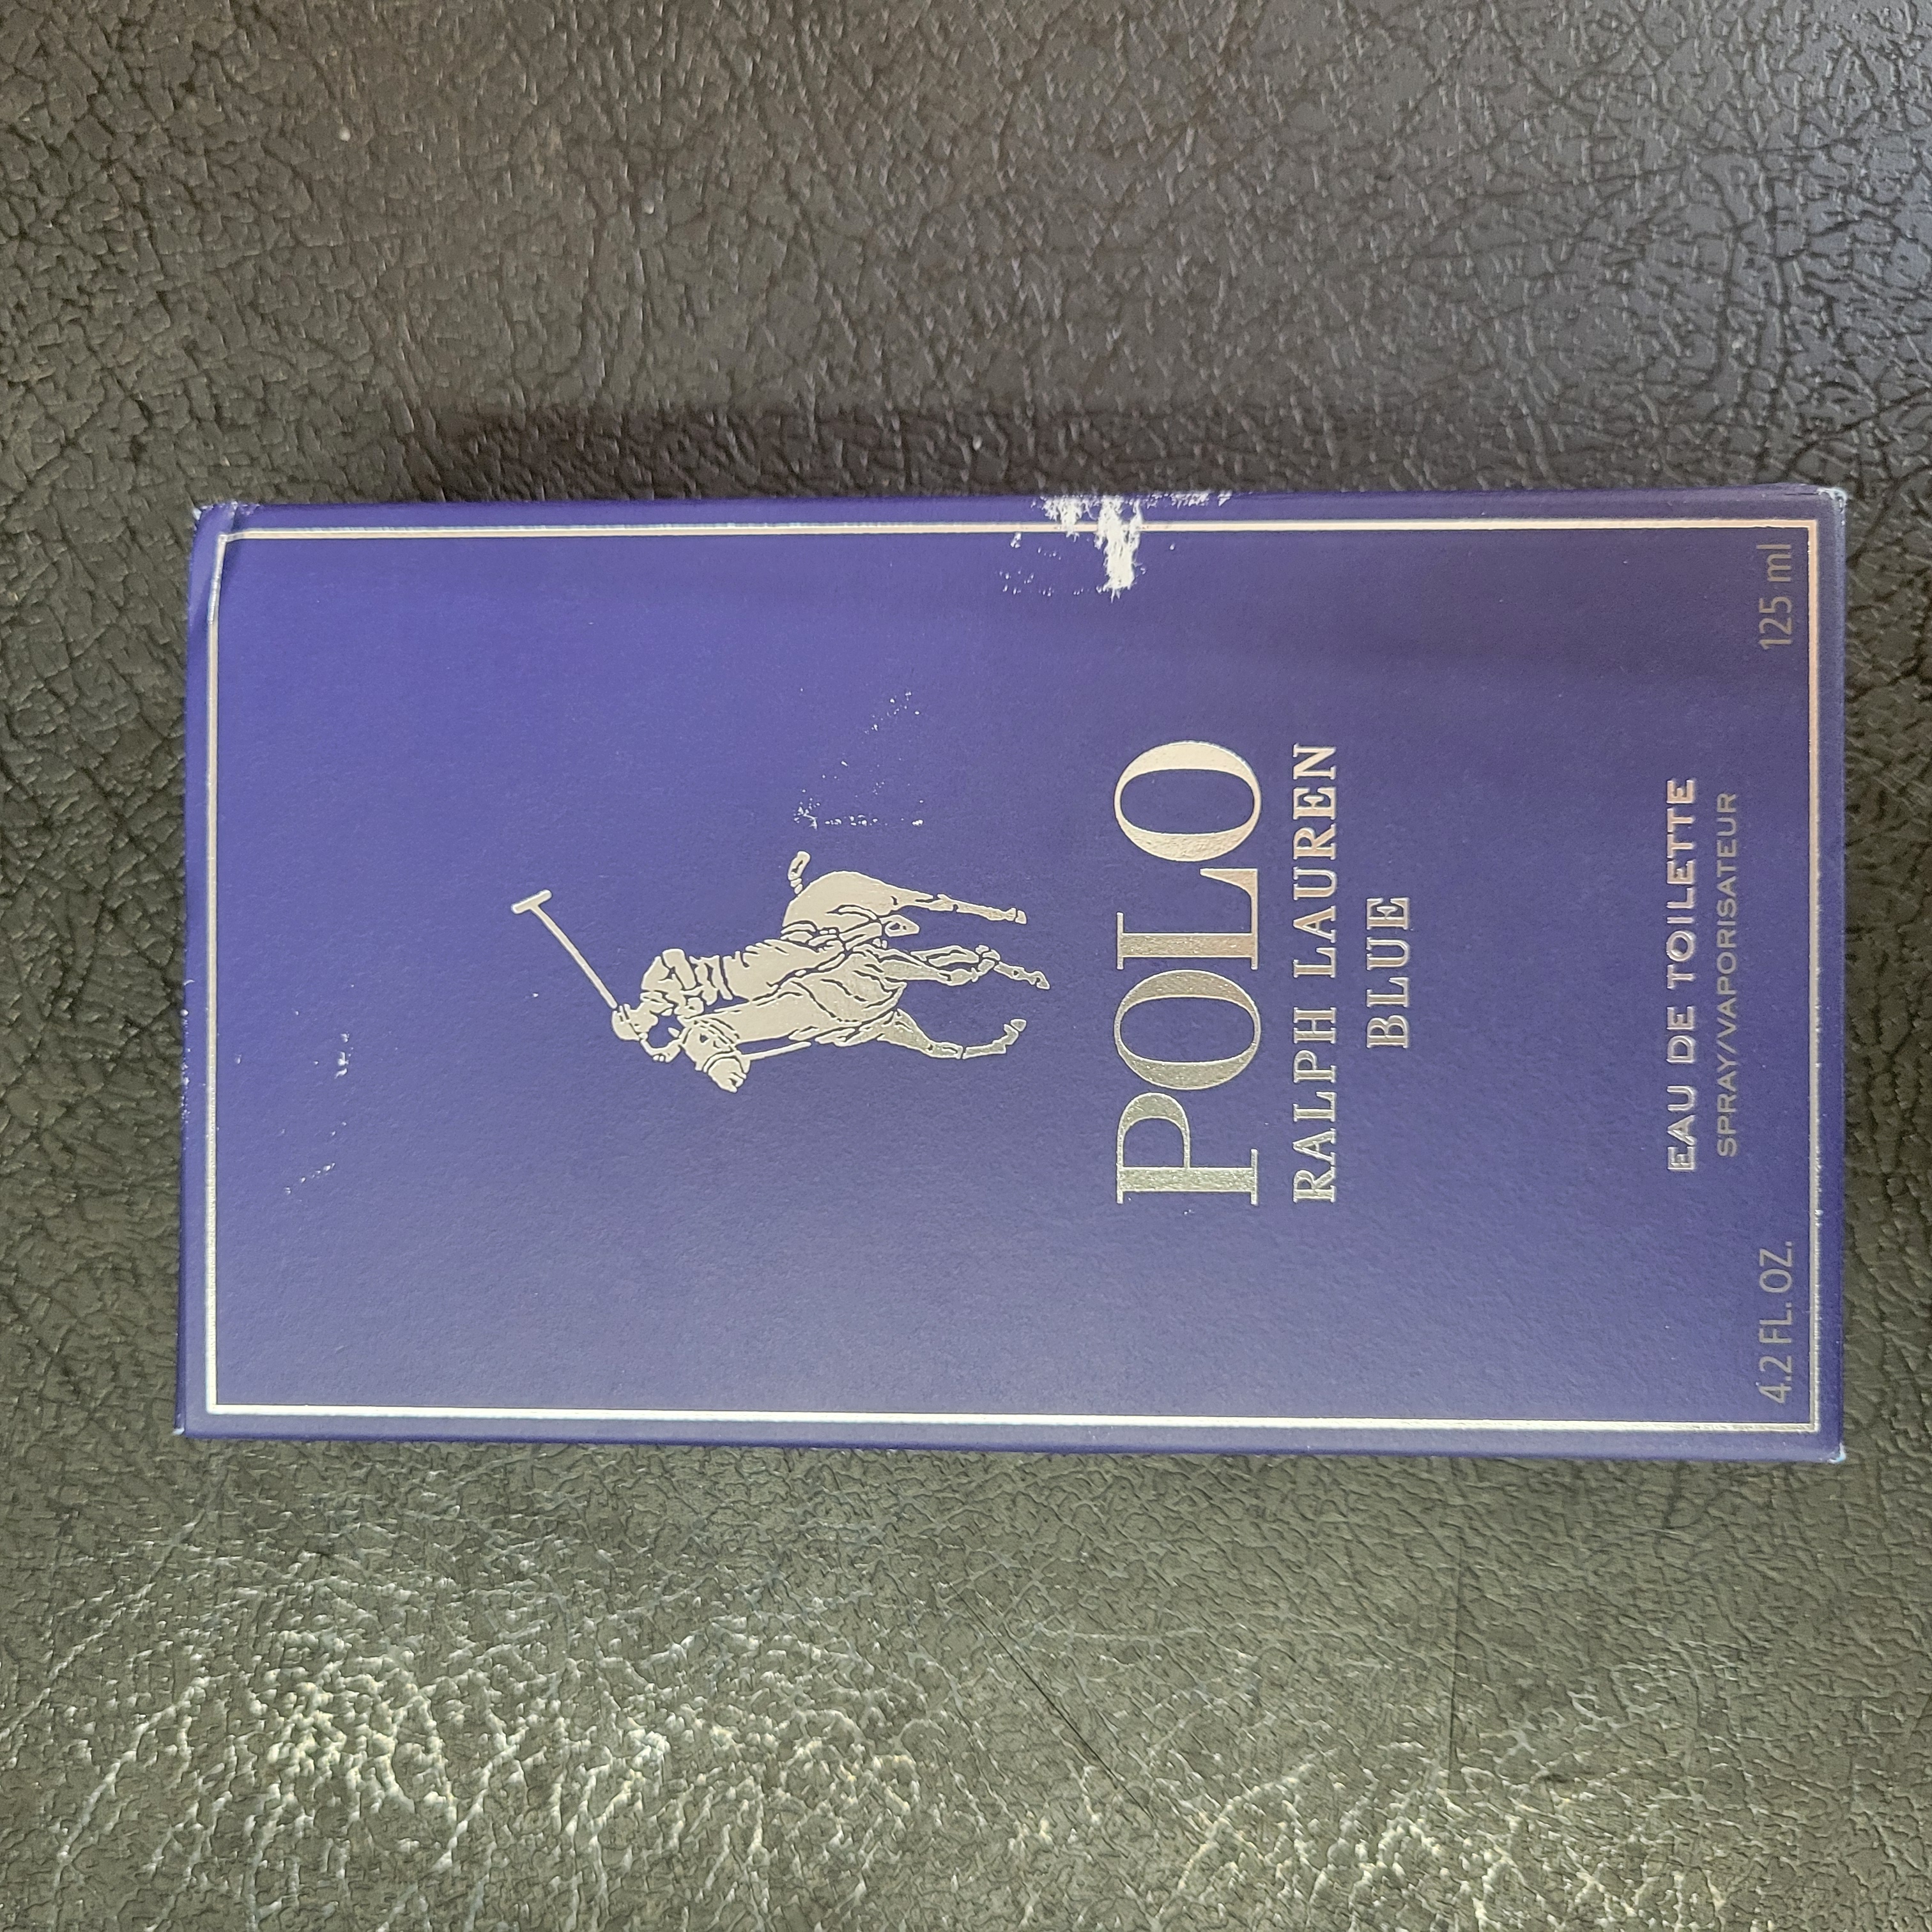 POLO
RALPH LAUREN
BLUE
EAU DE TOILETTE
SPRAY/VAPORISATEUR
4.2 FL. OZ. 125 ml